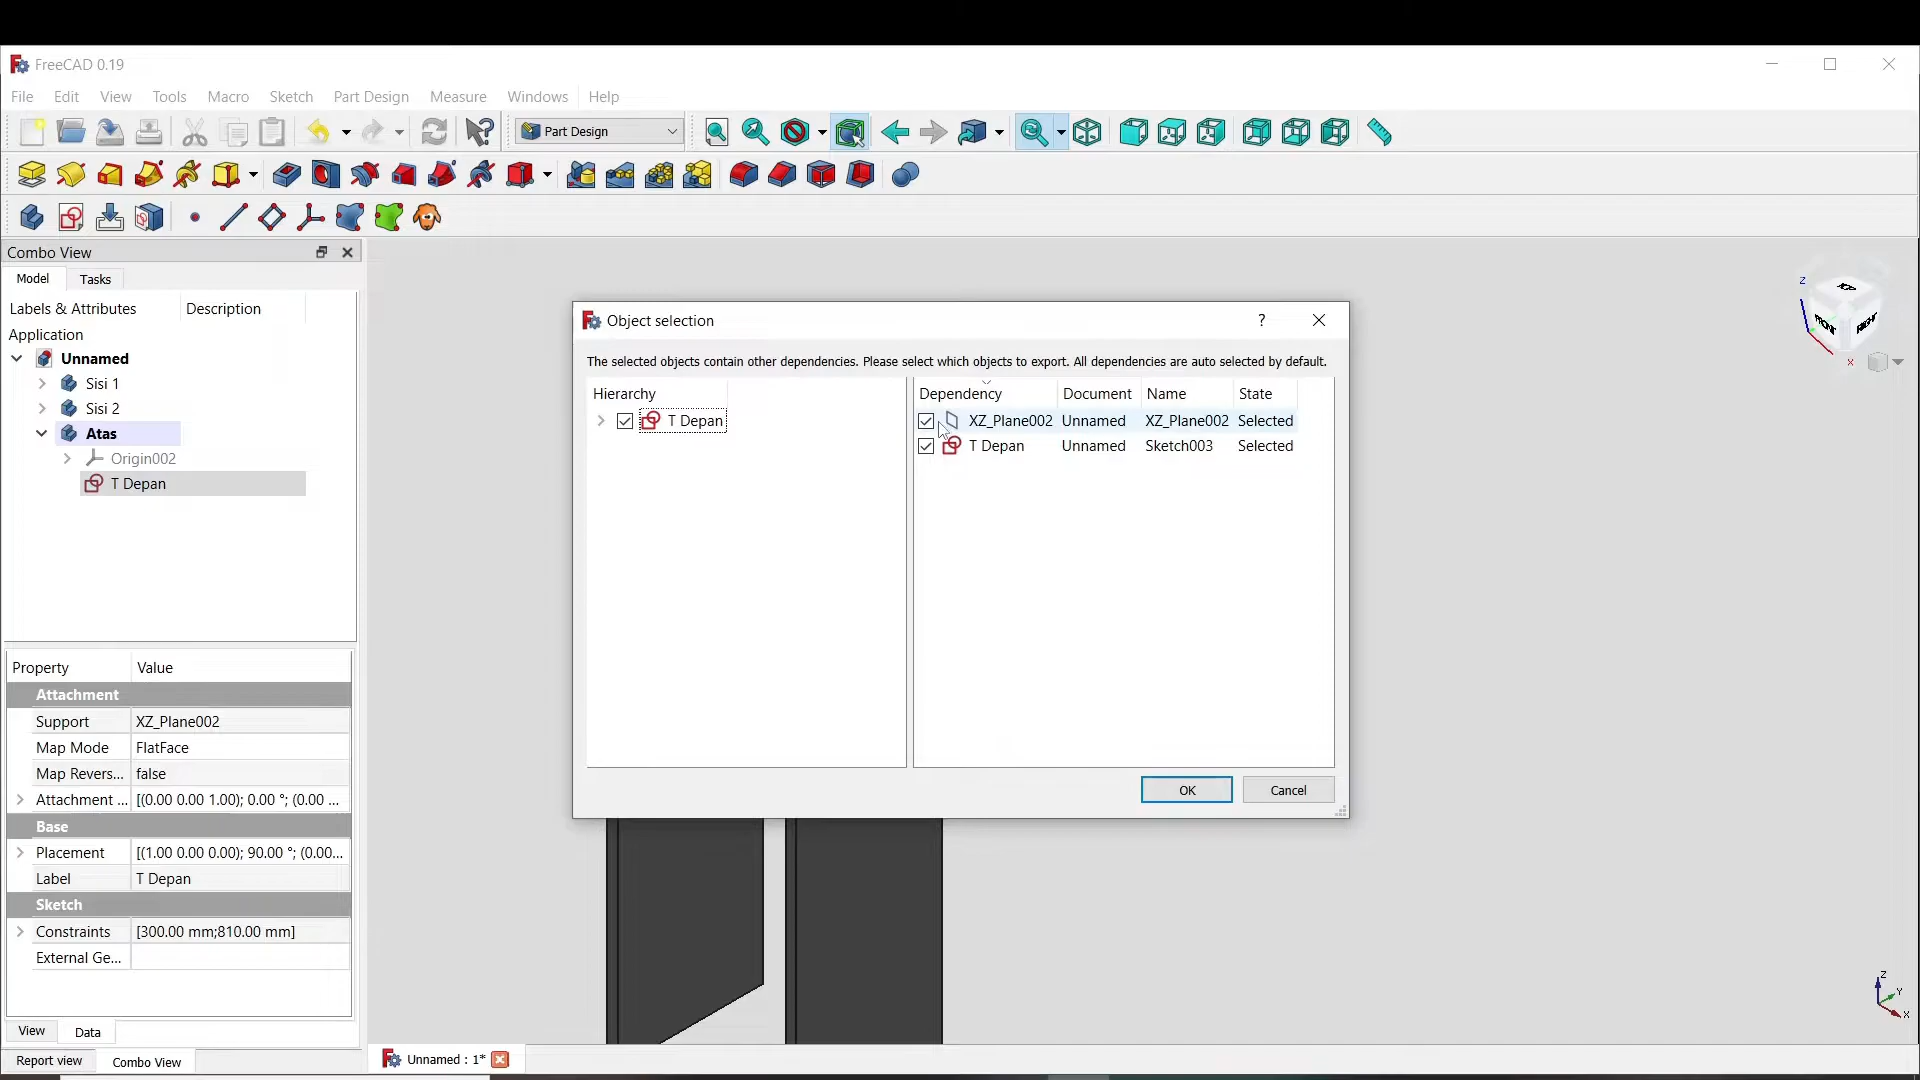 FreeCAD 0.19
File Edit View Tools Macro Sketch Part Design Measure Windows Help
Part Design
Combo View
Model Tasks
Labels & Attributes Description
Application
Unnamed
Sisi 1
Sisi 2
Atas
Origin002
T Depan
Property Value
Attachment
Support XZ_Plane002
Map Mode FlatFace
Map Revers... false
Attachment ... [(0.00 0.00 1.00); 0.00 °; (0.00 ...
Base
Placement [(1.00 0.00 0.00); 90.00 °; (0.00...
Label T Depan
Sketch
Constraints [300.00 mm;810.00 mm]
External Ge...
View Data
Report view Combo View
Object selection
?
The selected objects contain other dependencies. Please select which objects to export. All dependencies are auto selected by default.
Hierarchy
T Depan
Dependency Document Name State
XZ_Plane002 Unnamed XZ_Plane002 Selected
T Depan Unnamed Sketch003 Selected
OK Cancel
Unnamed : 1*
Z
TOP
FRONT RIGHT
X
Z
Y
X